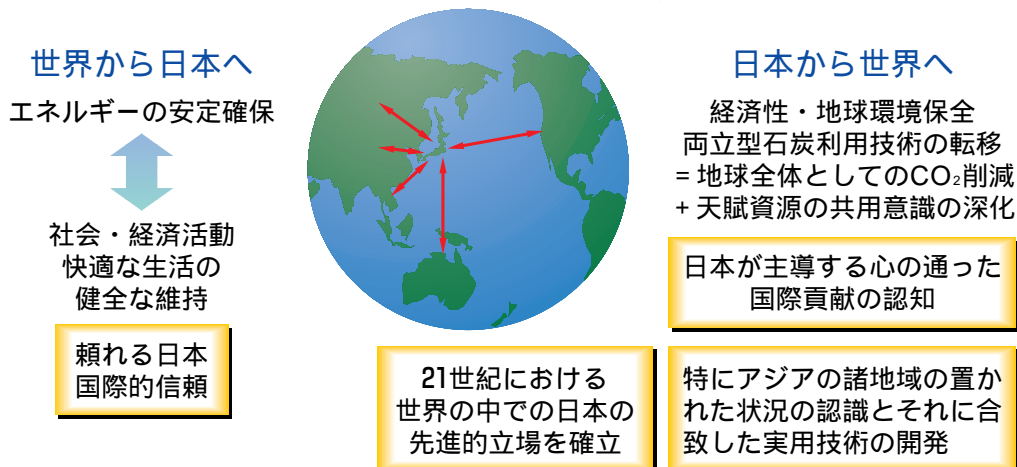 世界から日本へ
エネルギーの安定確保
社会・経済活動
快適な生活の
健全な維持
頼れる日本
国際的信頼
日本から世界へ
経済性・地球環境保全
両立型石炭利用技術の転移
= 地球全体としてのCO₂削減
+ 天賦資源の共用意識の深化
日本が主導する心の通った
国際貢献の認知
21世紀における
世界の中での日本の
先進的立場を確立
特にアジアの諸地域の置か
れた状況の認識とそれに合
致した実用技術の開発